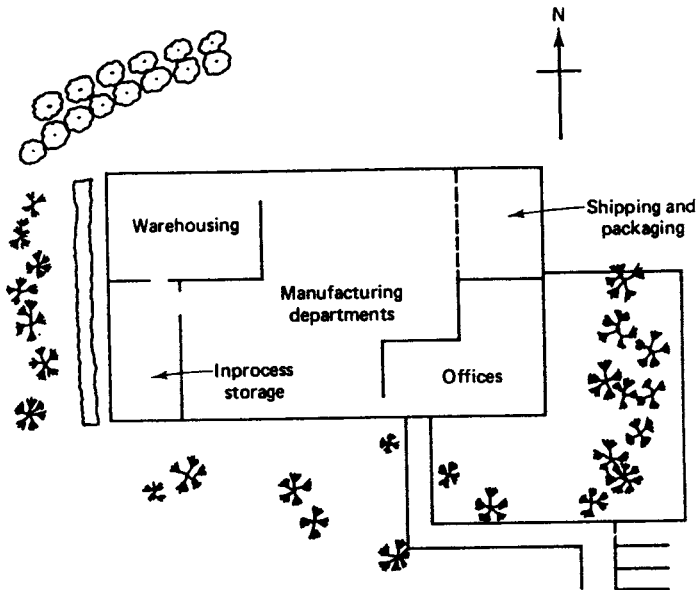 N
Warehousing
Shipping and
packaging
Manufacturing
departments
Inprocess
storage
Offices